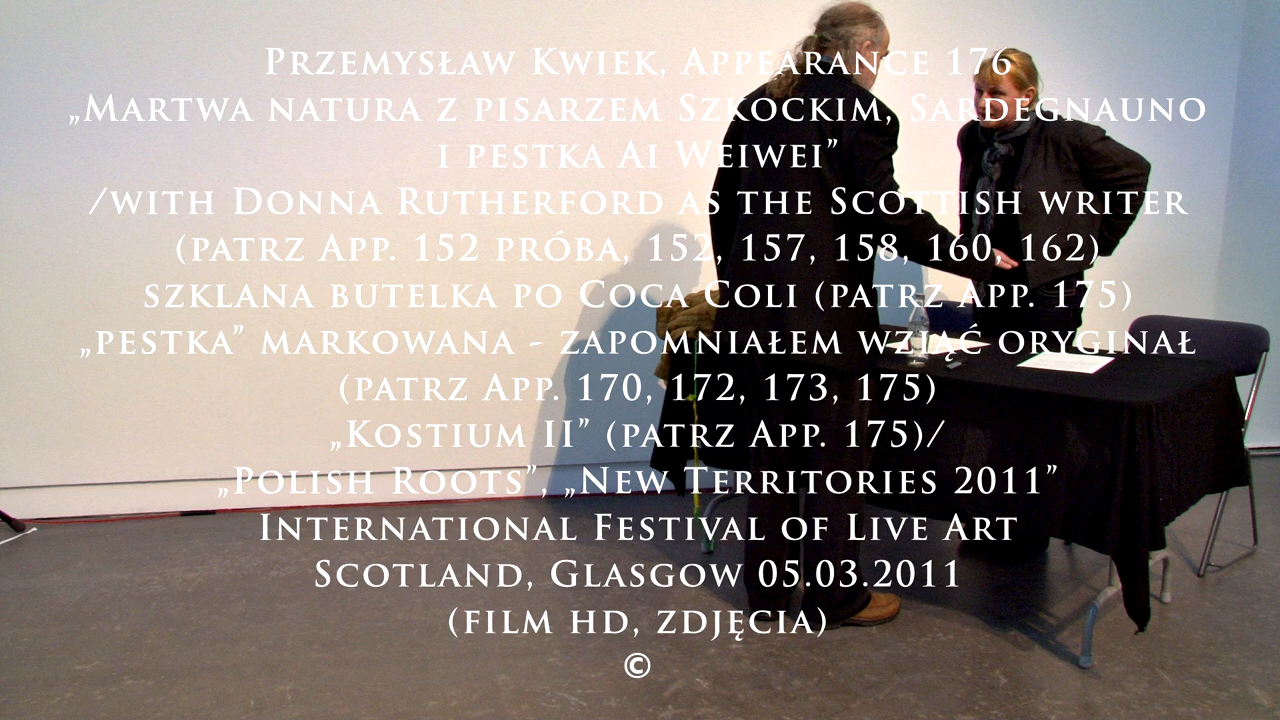 Przemysław Kwiek, Appearance 176
„Martwa natura z pisarzem Szkockim, Sardegnauno
i pestka Ai Weiwei”
/with Donna Rutherford as the Scottish writer
(patrz App. 152 próba, 152, 157, 158, 160, 162)
szklana butelka po Coca Coli (patrz App. 175)
„pestka” markowana - zapomniałem wziąć oryginał
(patrz App. 170, 172, 173, 175)
„Kostium II” (patrz App. 175)/
„Polish Roots”, „New Territories 2011”
International Festival of Live Art
Scotland, Glasgow 05.03.2011
(film hd, zdjęcia)
©